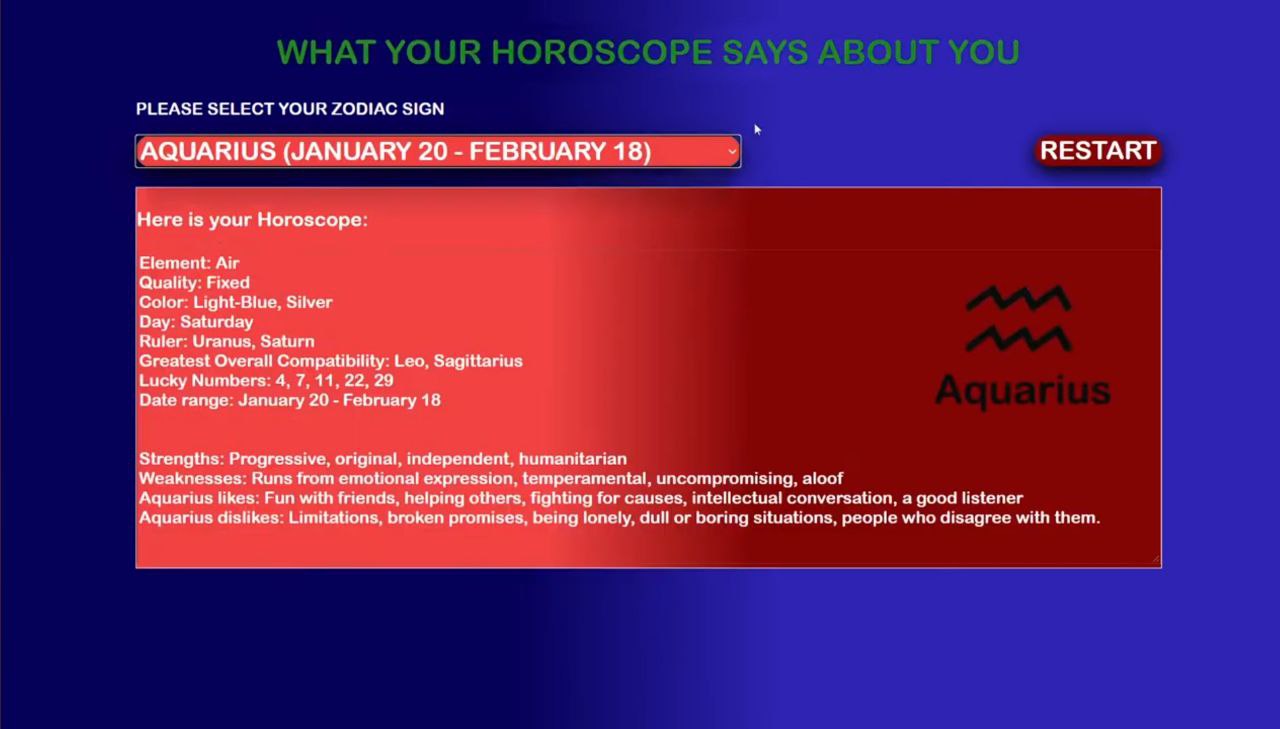 WHAT YOUR HOROSCOPE SAYS ABOUT YOU
PLEASE SELECT YOUR ZODIAC SIGN
AQUARIUS (JANUARY 20 - FEBRUARY 18)
RESTART
Here is your Horoscope:
Element: Air
Quality: Fixed
Color: Light-Blue, Silver
Day: Saturday
Ruler: Uranus, Saturn
Greatest Overall Compatibility: Leo, Sagittarius
Lucky Numbers: 4, 7, 11, 22, 29
Date range: January 20 - February 18
Aquarius
Strengths: Progressive, original, independent, humanitarian
Weaknesses: Runs from emotional expression, temperamental, uncompromising, aloof
Aquarius likes: Fun with friends, helping others, fighting for causes, intellectual conversation, a good listener
Aquarius dislikes: Limitations, broken promises, being lonely, dull or boring situations, people who disagree with them.